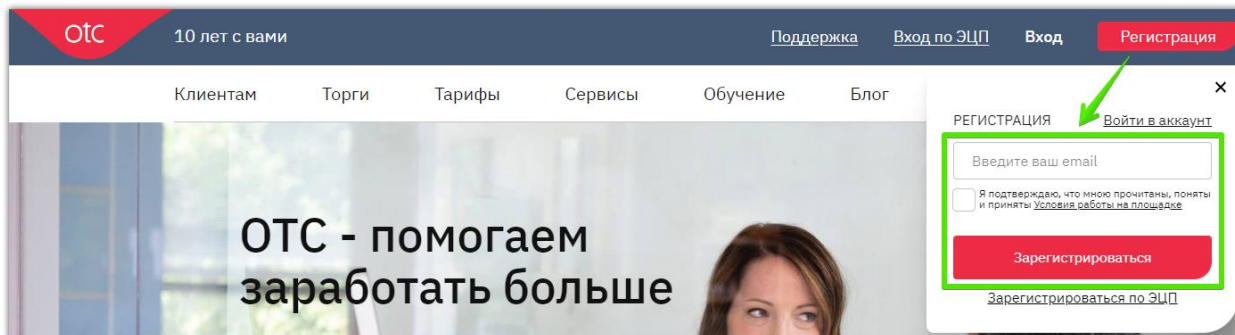 otc
10 лет с вами
Поддержка Вход по ЭЦП Вход Регистрация
Клиентам Торги Тарифы Сервисы Обучение Блог
РЕГИСТРАЦИЯ Войти в аккаунт
Введите ваш email
Я подтверждаю, что мною прочитаны, поняты
и приняты Условия работы на площадке
Зарегистрироваться
Зарегистрироваться по ЭЦП
ОТС - помогаем
заработать больше